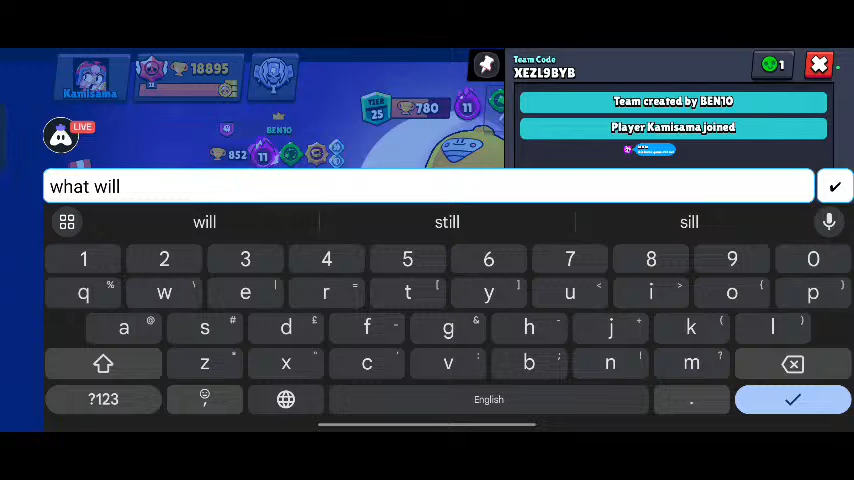 Team Code
XEZL9BYB
1
18895
Kamisama
TIER
25
780
11
Team created by BEN10
Player Kamisama joined
LIVE
BEN10
852
11
what will
will still sill
1 2 3 4 5 6 7 8 9 0
q % w \ e | r = t [ y ] u < i > o { p }
a @ s # d £ f - g & h - j + k ( l )
z * x " c ' v : b ; n ! m ?
?123 , English .